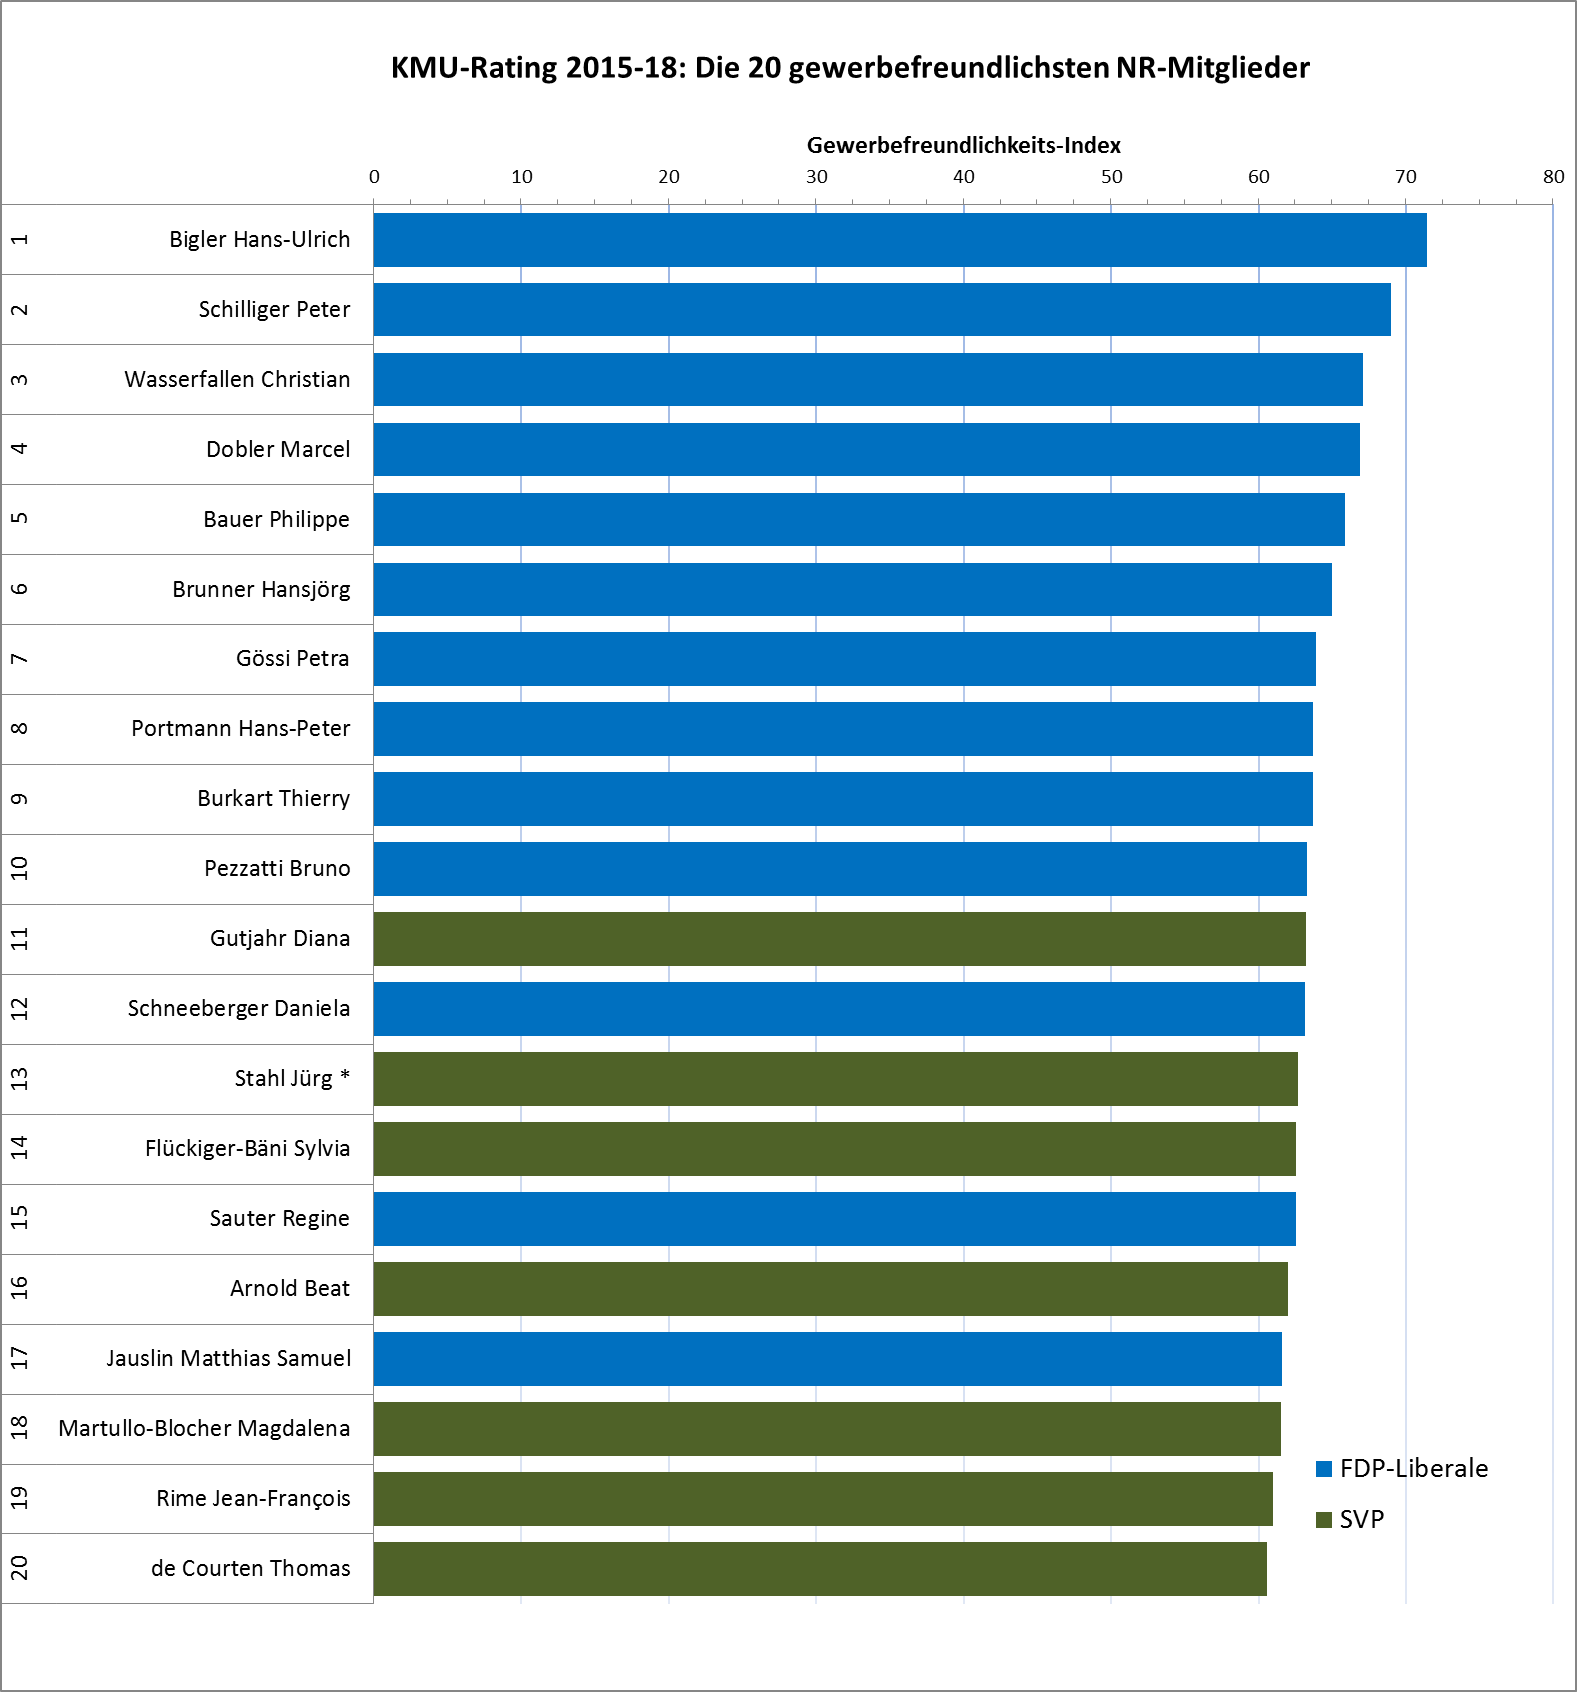 KMU-Rating 2015-18: Die 20 gewerbefreundlichsten NR-Mitglieder
Gewerbefreundlichkeits-Index
0 10 20 30 40 50 60 70 80
1 Bigler Hans-Ulrich
2 Schilliger Peter
3 Wasserfallen Christian
4 Dobler Marcel
5 Bauer Philippe
6 Brunner Hansjörg
7 Gössi Petra
8 Portmann Hans-Peter
9 Burkart Thierry
10 Pezzatti Bruno
11 Gutjahr Diana
12 Schneeberger Daniela
13 Stahl Jürg *
14 Flückiger-Bäni Sylvia
15 Sauter Regine
16 Arnold Beat
17 Jauslin Matthias Samuel
18 Martullo-Blocher Magdalena
19 Rime Jean-François
20 de Courten Thomas
FDP-Liberale
SVP